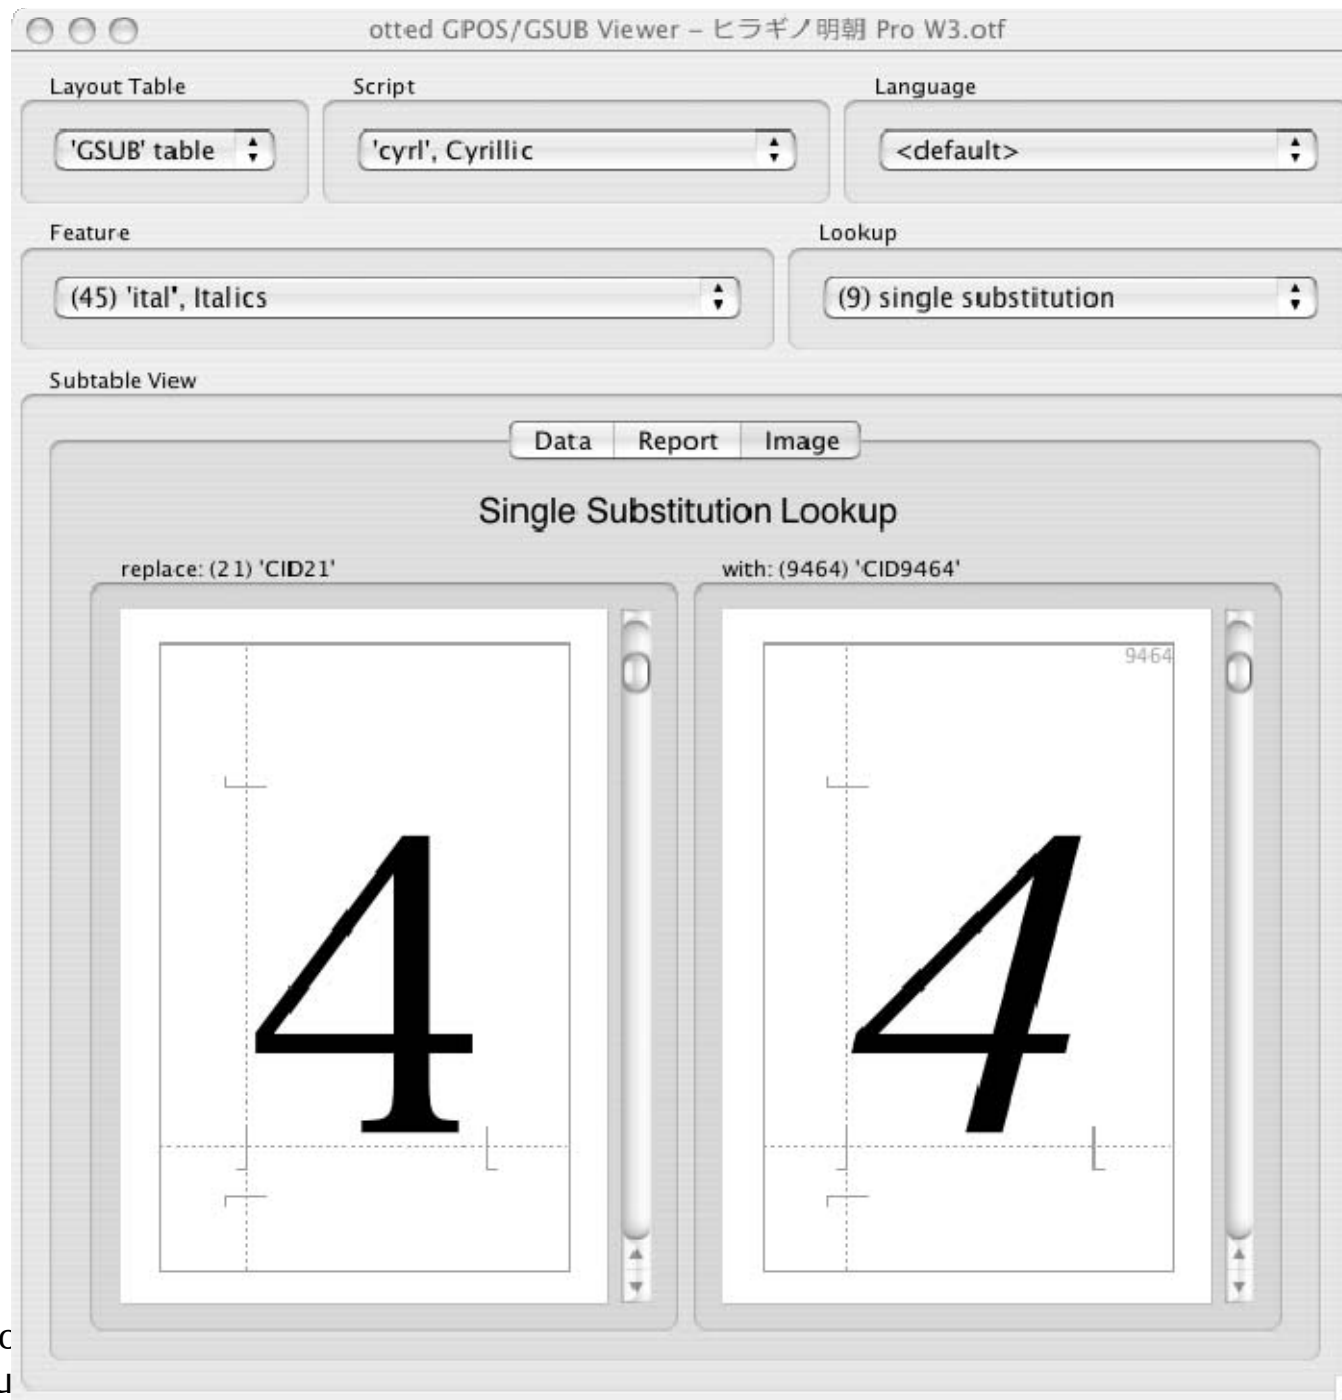 otted GPOS/GSUB Viewer – ヒラギノ明朝 Pro W3.otf
Layout Table Script Language
'GSUB' table 'cyrl', Cyrillic <default>
Feature Lookup
(45) 'ital', Italics (9) single substitution
Subtable View
Data Report Image
Single Substitution Lookup
replace: (21) 'CID21' with: (9464) 'CID9464'
9464
4 4